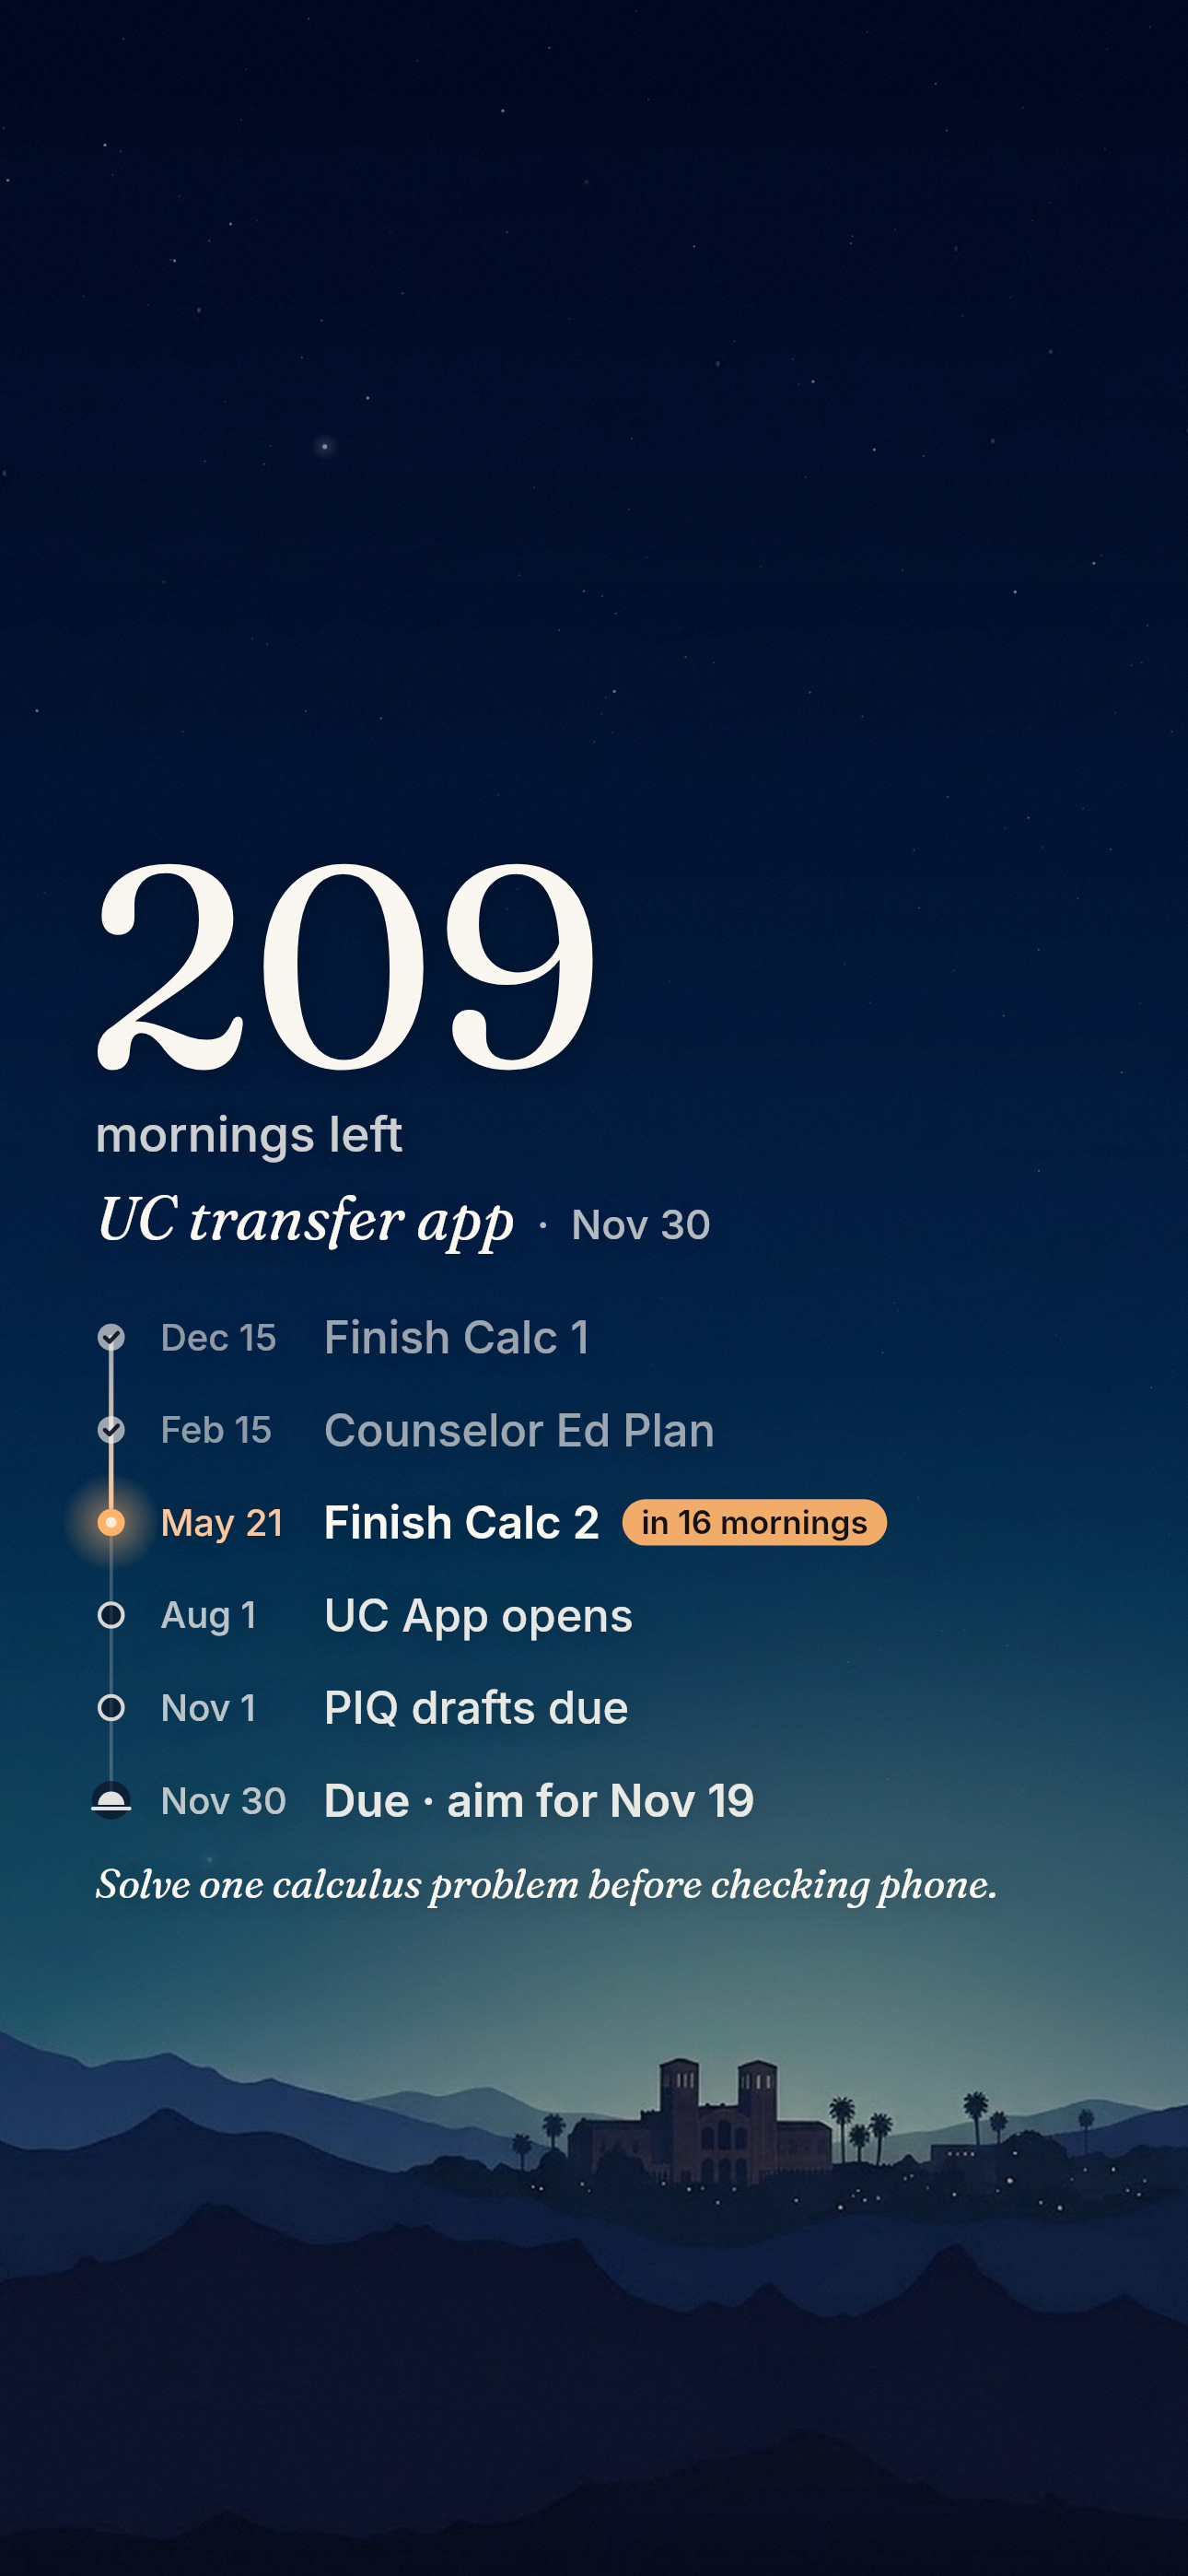 209
mornings left
UC transfer app · Nov 30
Dec 15 Finish Calc 1
Feb 15 Counselor Ed Plan
May 21 Finish Calc 2 in 16 mornings
Aug 1 UC App opens
Nov 1 PIQ drafts due
Nov 30 Due · aim for Nov 19
Solve one calculus problem before checking phone.